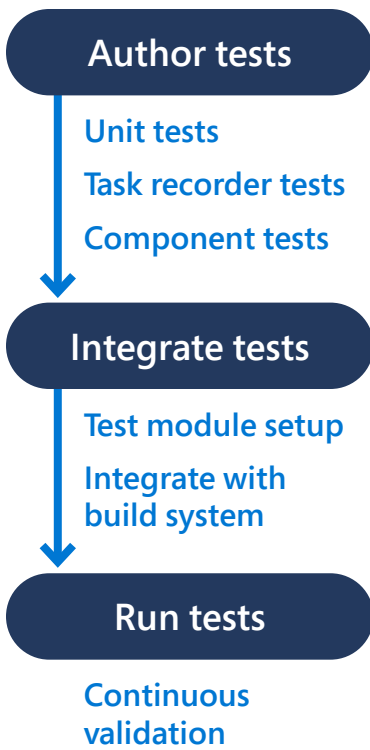 Author tests
Unit tests
Task recorder tests
Component tests
Integrate tests
Test module setup
Integrate with
build system
Run tests
Continuous
validation